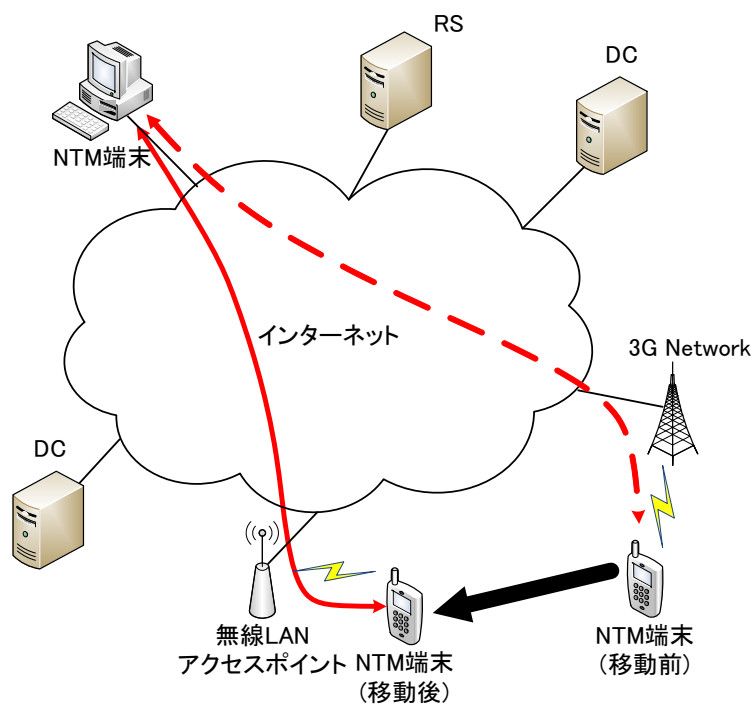 RS
DC
NTM端末
インターネット
3G Network
DC
無線LAN
アクセスポイント
NTM端末
(移動後)
NTM端末
(移動前)